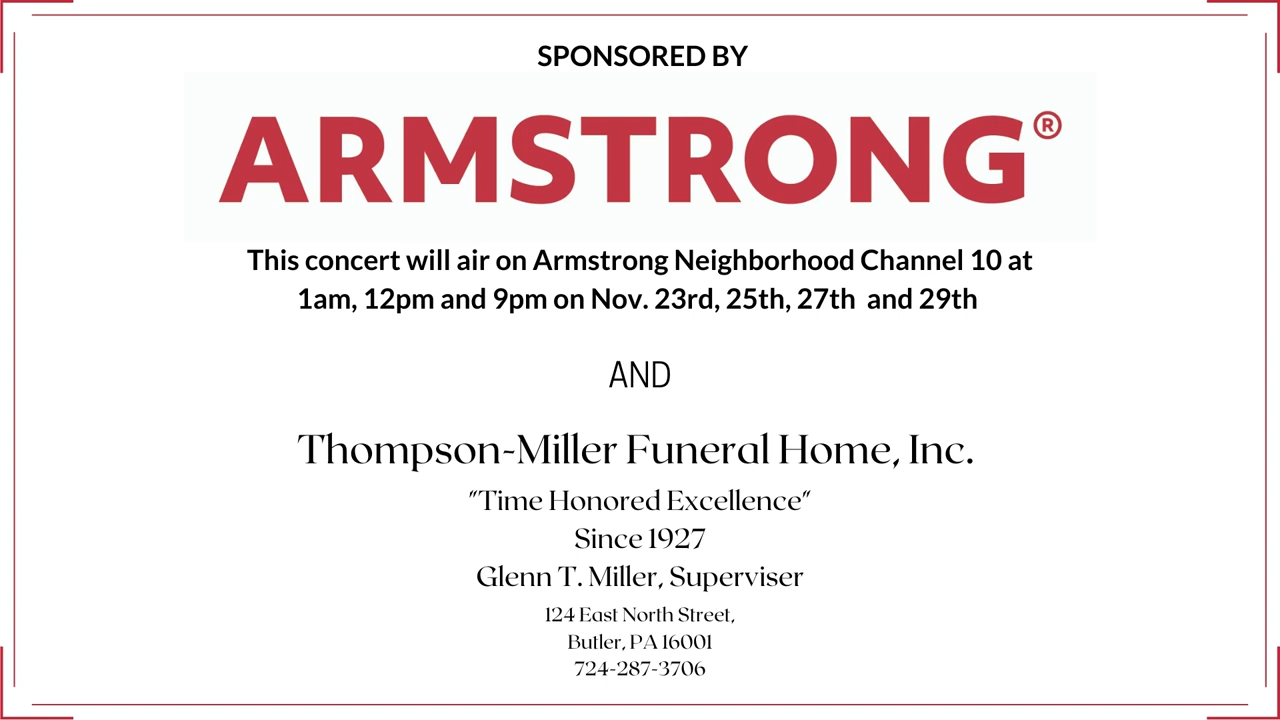 SPONSORED BY
ARMSTRONG®
This concert will air on Armstrong Neighborhood Channel 10 at
1am, 12pm and 9pm on Nov. 23rd, 25th, 27th and 29th
AND
Thompson-Miller Funeral Home, Inc.
"Time Honored Excellence"
Since 1927
Glenn T. Miller, Superviser
124 East North Street,
Butler, PA 16001
724-287-3706